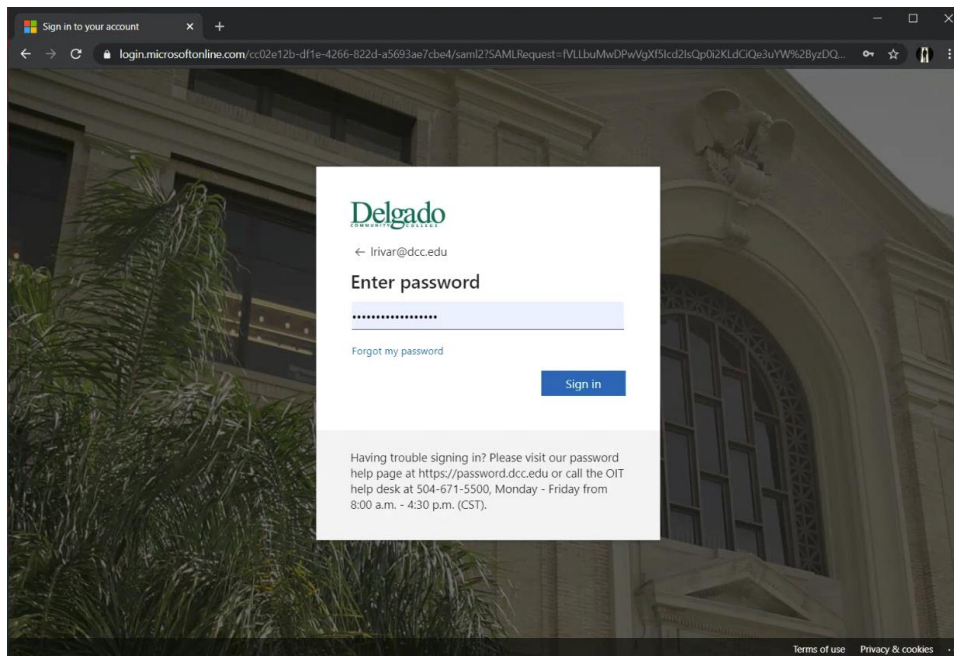 Sign in to your account
login.microsoftonline.com/cc02e12b-df1e-4266-822d-a5693ae7cbe4/saml2?SAMLRequest=fVLLbuMwDPwVgXf5Icd2IsQp0i2KLdCiQe3uYW%2ByzDQ...
Delgado
COMMUNITY COLLEGE
← lrivar@dcc.edu
Enter password
••••••••••••••••••
Forgot my password
Sign in
Having trouble signing in? Please visit our password
help page at https://password.dcc.edu or call the OIT
help desk at 504-671-5500, Monday - Friday from
8:00 a.m. - 4:30 p.m. (CST).
Terms of use Privacy & cookies